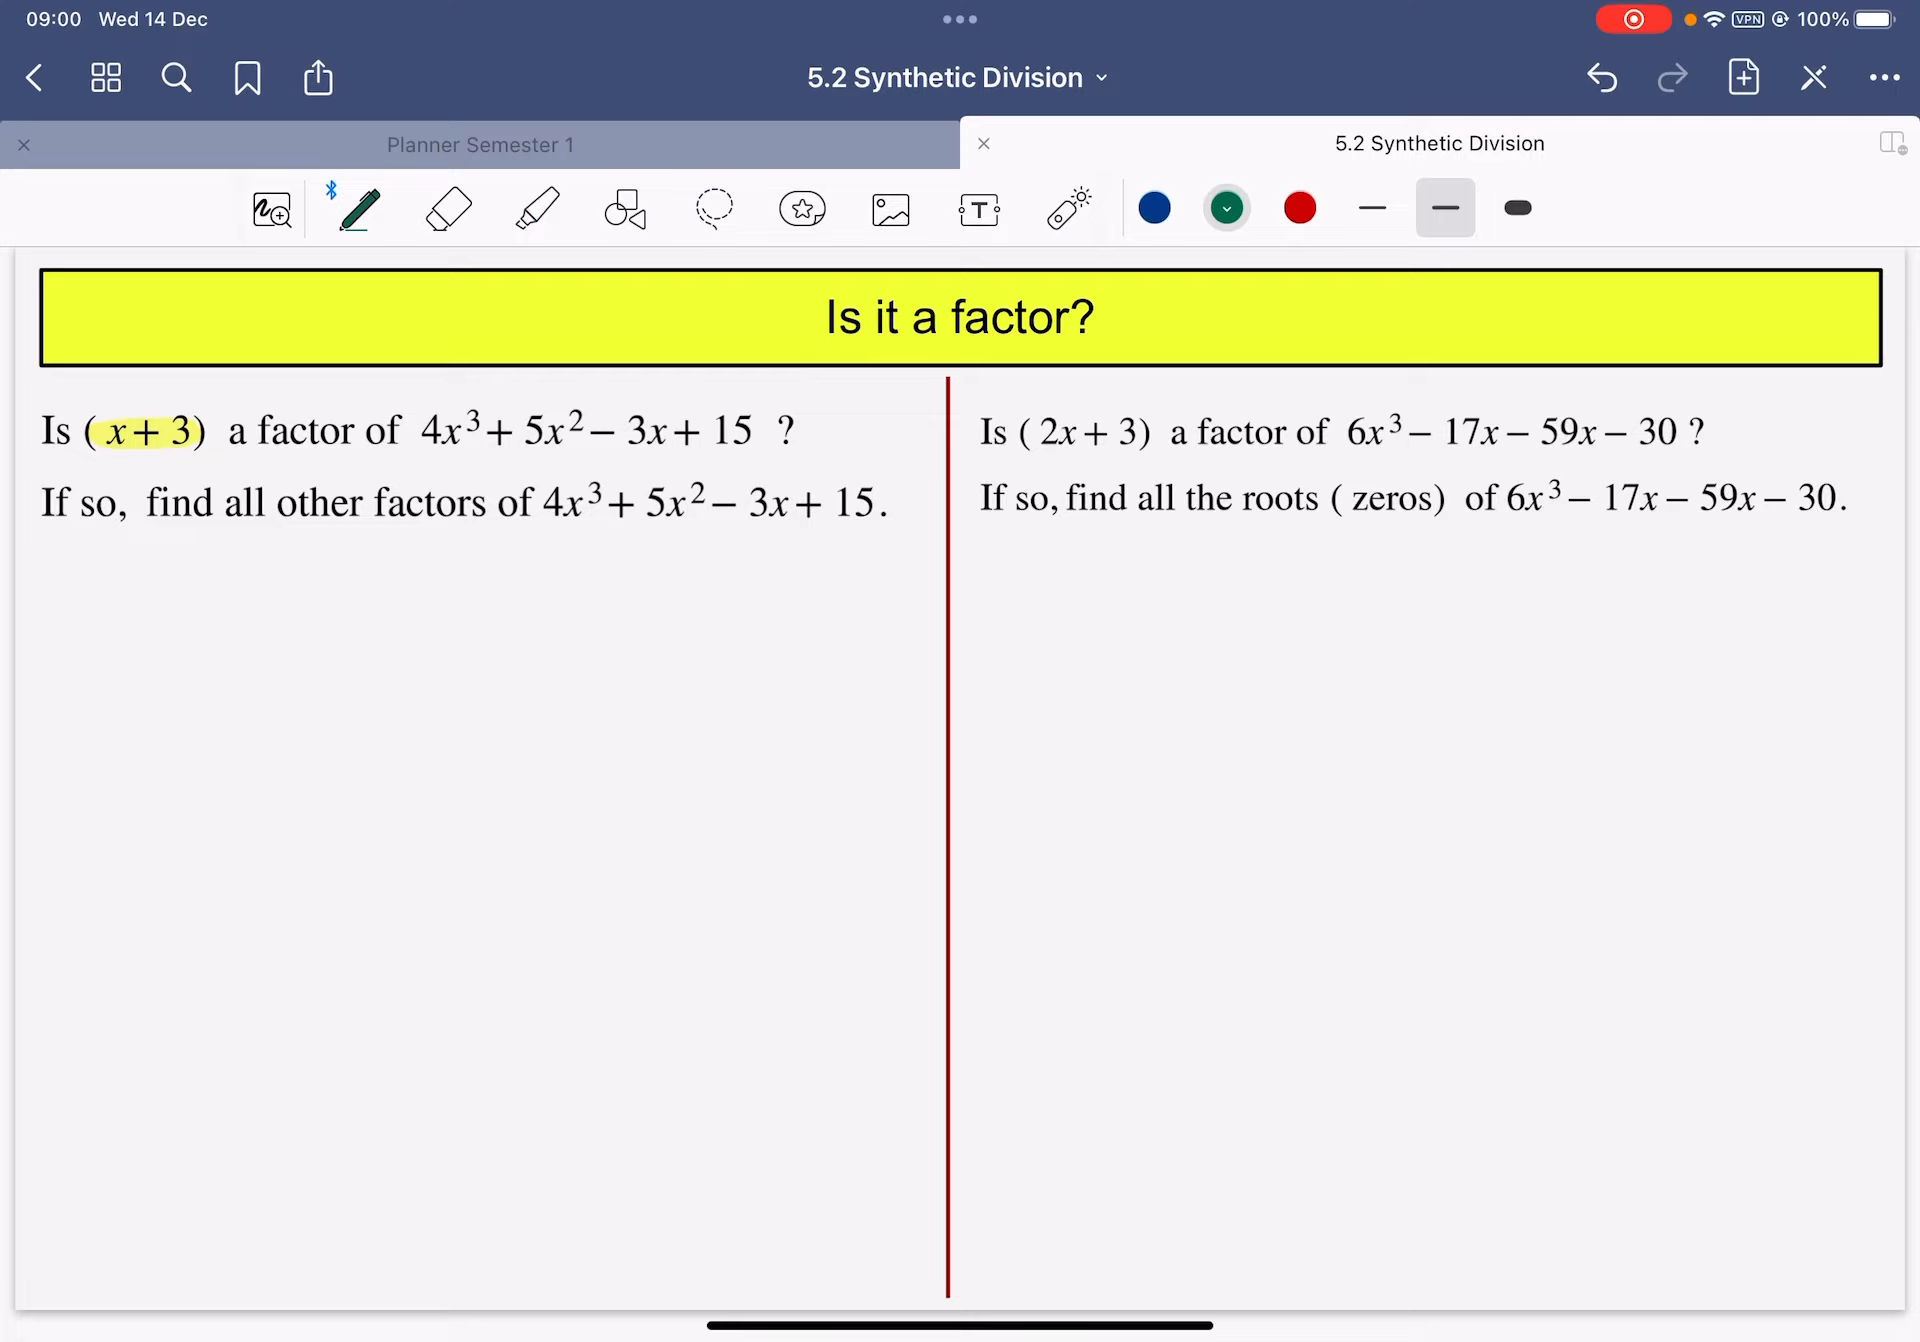 09:00 Wed 14 Dec
VPN 100%
5.2 Synthetic Division
Planner Semester 1
5.2 Synthetic Division
T
Is it a factor?
Is ( x + 3) a factor of 4x³ + 5x² − 3x + 15 ?
If so, find all other factors of 4x³ + 5x² − 3x + 15.
Is ( 2x + 3) a factor of 6x³ − 17x − 59x − 30 ?
If so, find all the roots ( zeros) of 6x³ − 17x − 59x − 30.